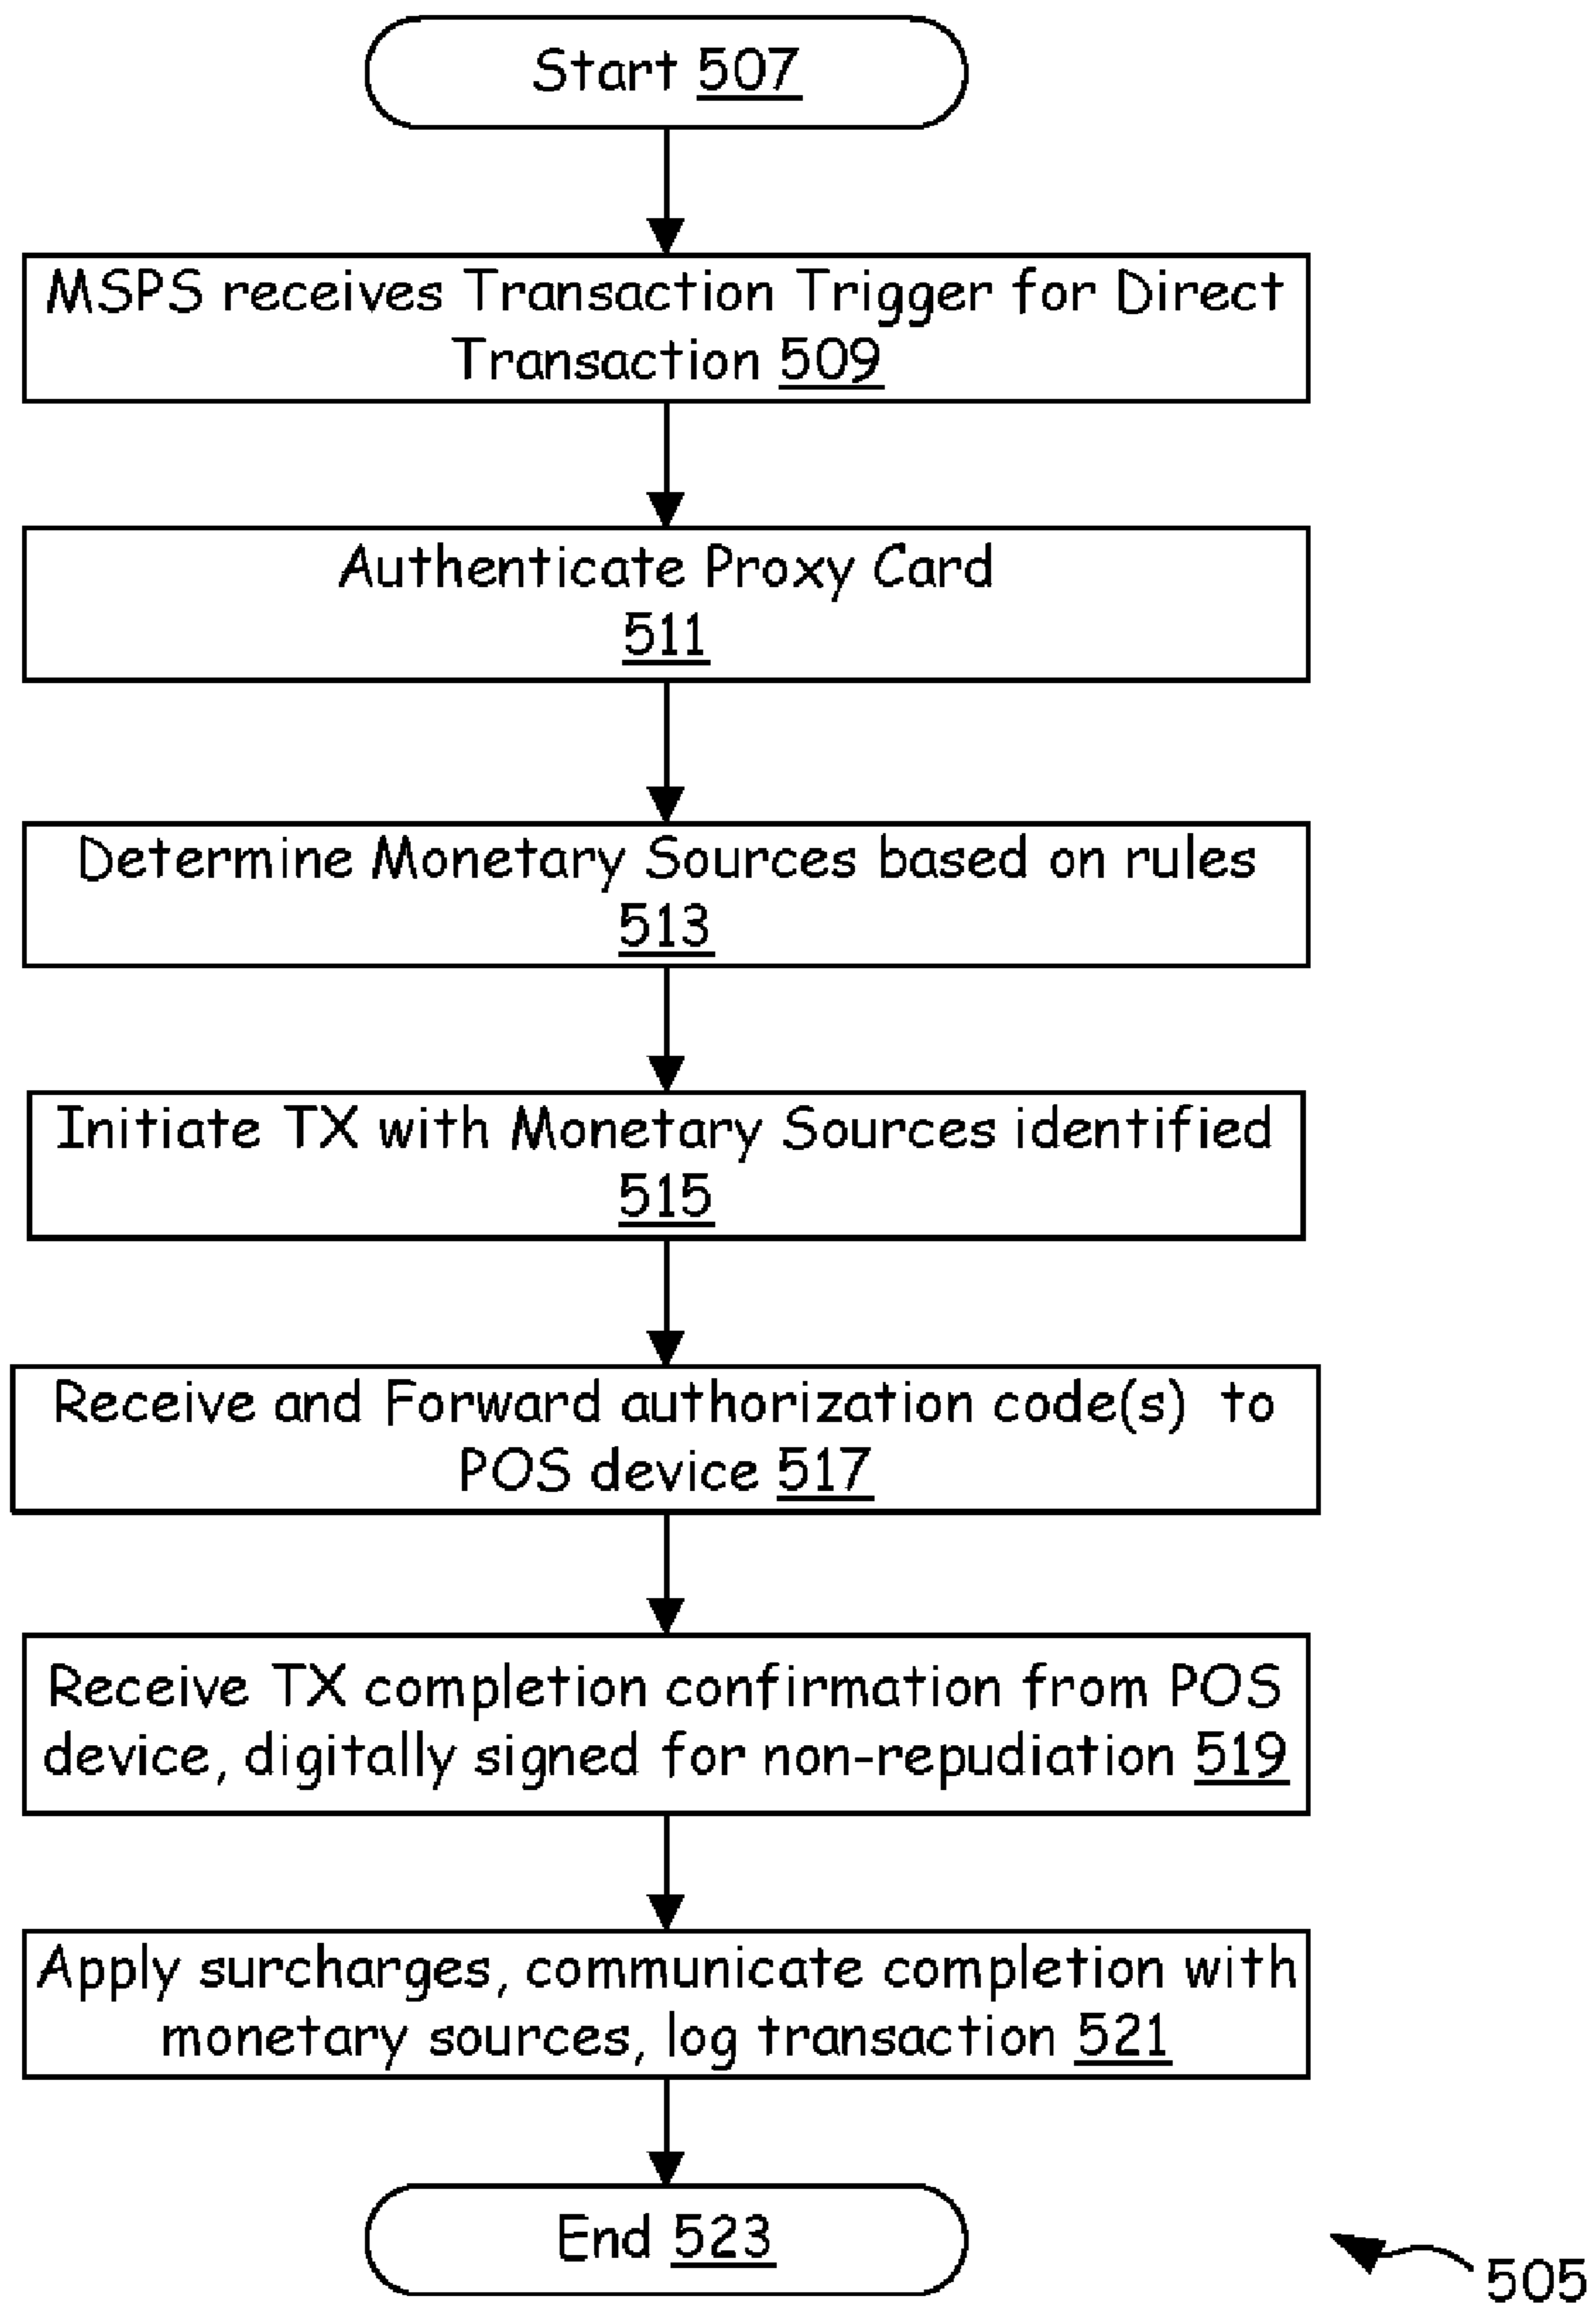 Start 507
MSPS receives Transaction Trigger for Direct
Transaction 509
Authenticate Proxy Card
511
Determine Monetary Sources based on rules
513
Initiate TX with Monetary Sources identified
515
Receive and Forward authorization code(s) to
POS device 517
Receive TX completion confirmation from POS
device, digitally signed for non-repudiation 519
Apply surcharges, communicate completion with
monetary sources, log transaction 521
End 523
505